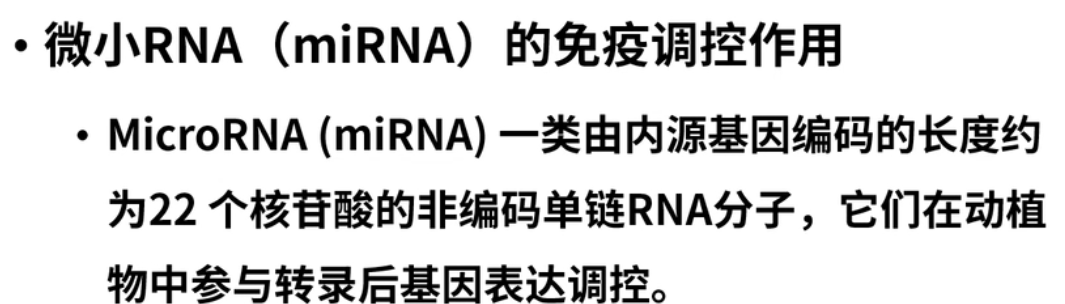 • 微小RNA（miRNA）的免疫调控作用
• MicroRNA (miRNA) 一类由内源基因编码的长度约
为22 个核苷酸的非编码单链RNA分子，它们在动植
物中参与转录后基因表达调控。